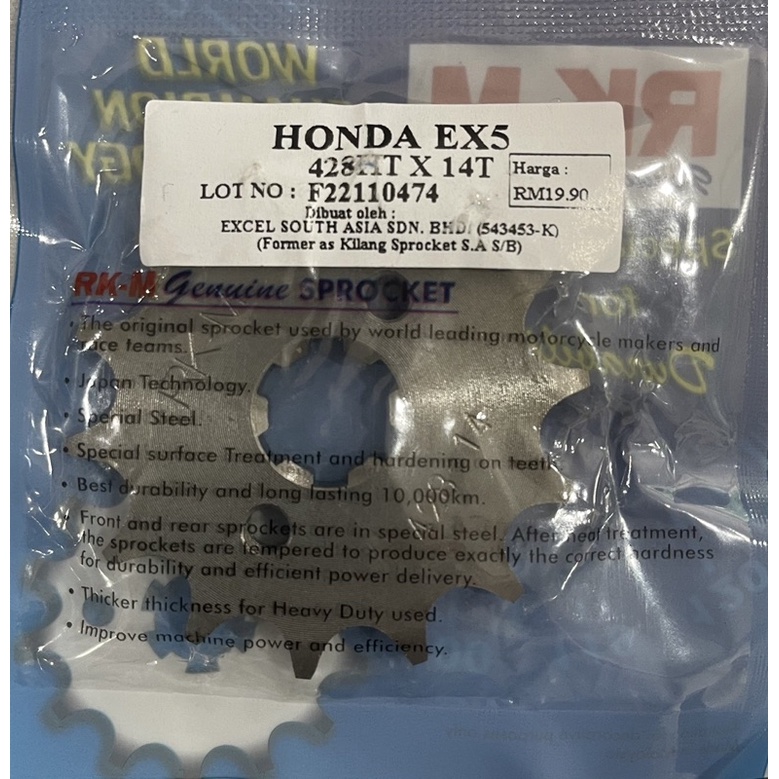 HONDA EX5
428HT X 14T
Harga :
RM19.90
LOT NO : F22110474
Dibuat oleh :
EXCEL SOUTH ASIA SDN. BHD. (543453-K)
(Former as Kilang Sprocket S.A S/B)
RK-M Genuine SPROCKET
• The original sprocket used by world leading motorcycle makers and
race teams.
• Japan Technology.
• Special Steel.
• Special surface Treatment and hardening on teeth.
• Best durability and long lasting 10,000km.
• Front and rear sprockets are in special steel. After heat treatment,
the sprockets are tempered to produce exactly the correct hardness
for durability and efficient power delivery.
• Thicker thickness for Heavy Duty used.
• Improve machine power and efficiency.
WORLD
RK-M
428 14